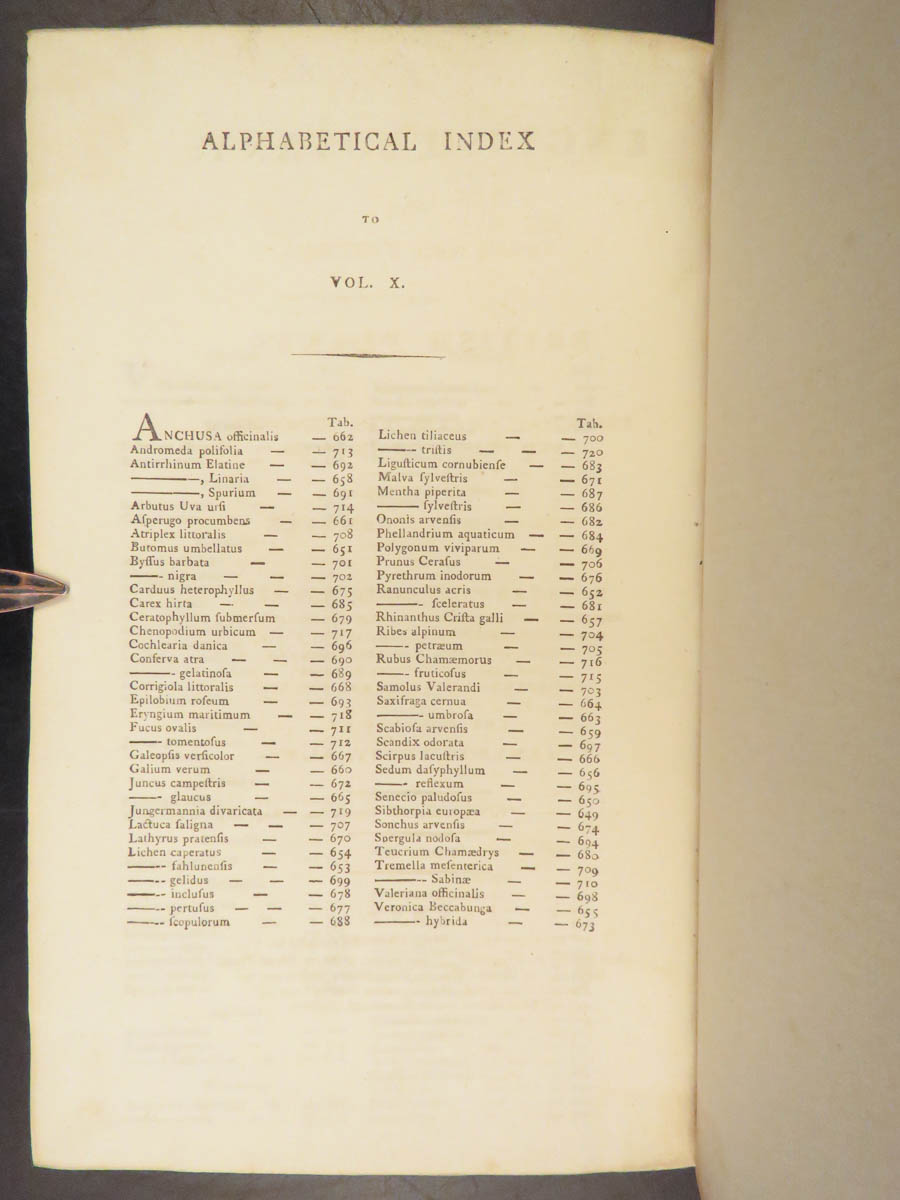 ALPHABETICAL INDEX
TO
VOL. X.
Tab.
ANCHUSA officinalis — 662
Andromeda polifolia — — 713
Antirrhinum Elatine — — 692
———, Linaria — — 658
———, Spurium — — 691
Arbutus Uva urſi — — 714
Aſperugo procumbens — — 661
Atriplex littoralis — — 708
Butomus umbellatus — — 651
Byſſus barbata — — 701
—— nigra — — — 702
Carduus heterophyllus — — 675
Carex hirta — — — 685
Ceratophyllum ſubmerſum — 679
Chenopodium urbicum — — 717
Cochlearia danica — — 696
Conferva atra — — — 690
——— gelatinoſa — — 689
Corrigiola littoralis — — 668
Epilobium roſeum — — 693
Eryngium maritimum — — 718
Fucus ovalis — — 711
—— tomentoſus — — 712
Galeopſis verſicolor — — 667
Galium verum — — 660
Juncus campeſtris — — 672
—— glaucus — — 665
Jungermannia divaricata — — 719
Lactuca ſaligna — — — 707
Lathyrus pratenſis — — 670
Lichen caperatus — — 654
—— fahlunenſis — — 653
—— gelidus — — — 699
—— incluſus — — 678
—— pertuſus — — — 677
—— ſcopulorum — — 688
Tab.
Lichen tiliaceus — — 700
—— triſtis — — — 720
Liguſticum cornubienſe — — 683
Malva ſylveſtris — — 671
Mentha piperita — — 687
——— ſylveſtris — — 686
Ononis arvenſis — — 682
Phellandrium aquaticum — — 684
Polygonum viviparum — — 669
Prunus Ceraſus — — 706
Pyrethrum inodorum — — 676
Ranunculus acris — — 652
——— ſceleratus — — 681
Rhinanthus Criſta galli — — 657
Ribes alpinum — — 704
—— petræum — — 705
Rubus Chamæmorus — — 716
—— fruticoſus — — 715
Samolus Valerandi — — 703
Saxifraga cernua — — 664
——— umbroſa — — 663
Scabioſa arvenſis — — 659
Scandix odorata — — 697
Scirpus lacuſtris — — 666
Sedum daſyphyllum — — 656
—— reflexum — — 695
Senecio paludoſus — — 650
Sibthorpia europæa — — 649
Sonchus arvenſis — — 674
Spergula nodoſa — — 694
Teucrium Chamædrys — — 680
Tremella meſenterica — — 709
——— Sabinæ — — 710
Valeriana officinalis — — 698
Veronica Beccabunga — — 655
——— hybrida — — 673